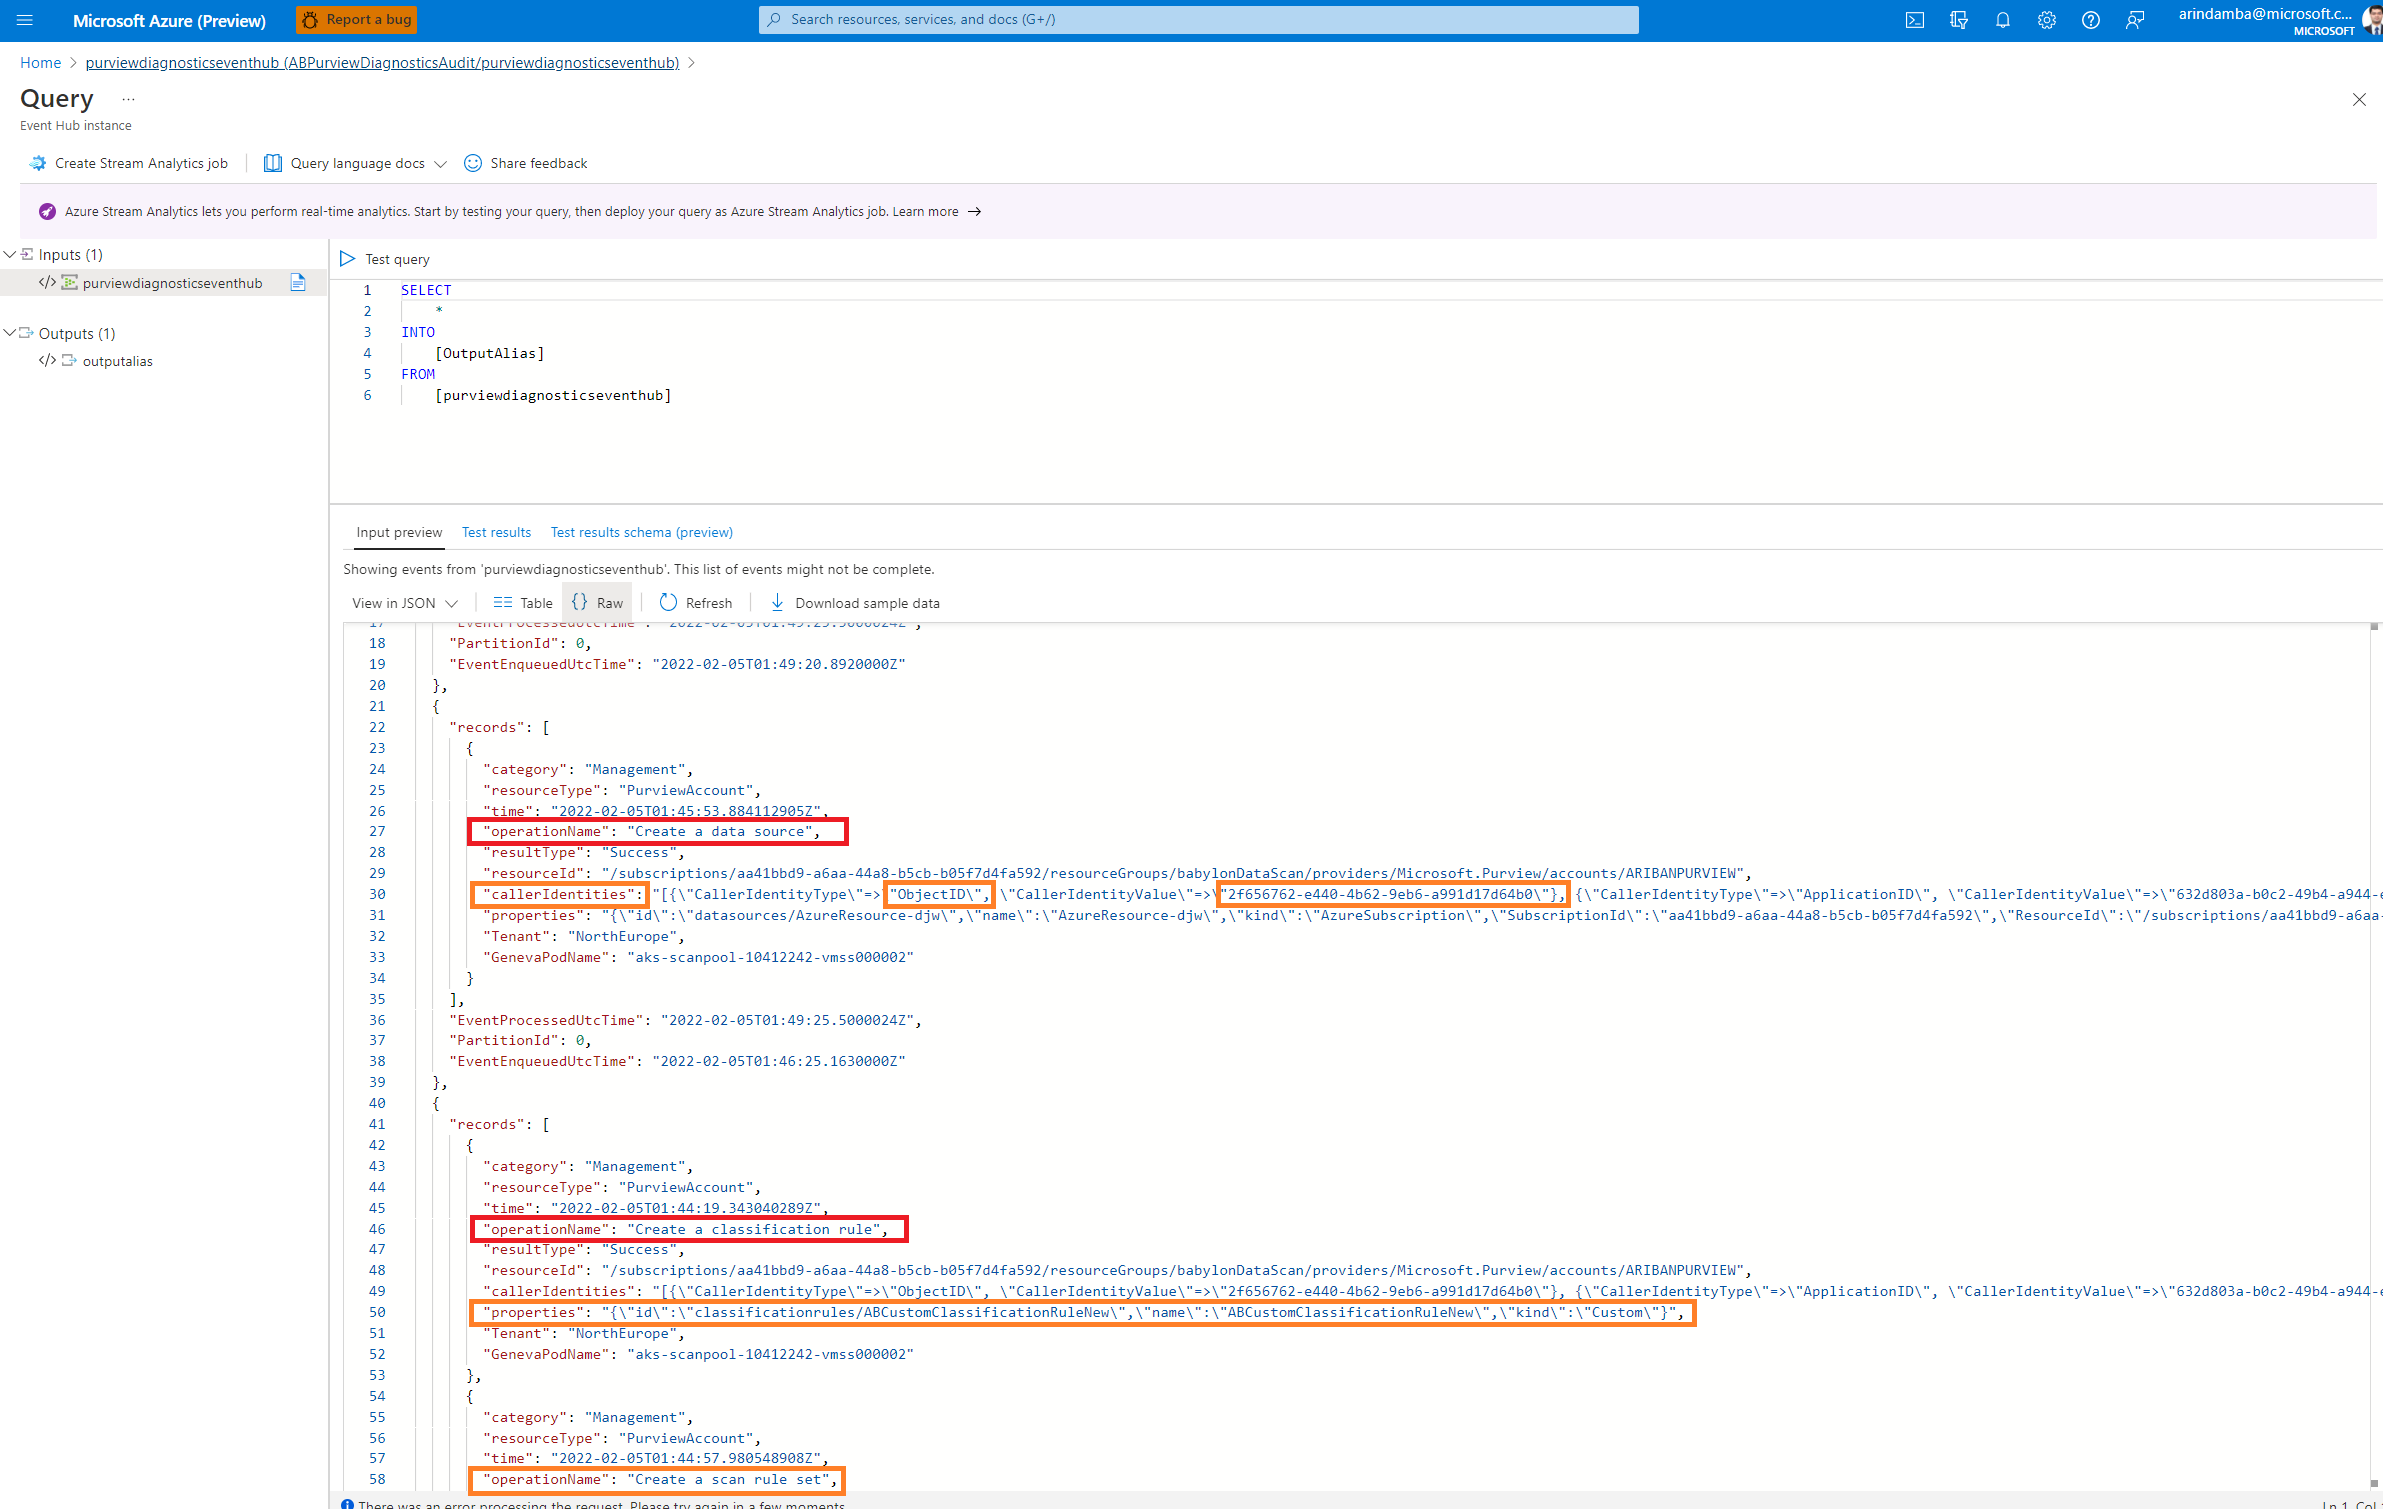 Microsoft Azure (Preview)
Report a bug
Search resources, services, and docs (G+/)
arindamba@microsoft.c...
MICROSOFT
Home > purviewdiagnosticseventhub (ABPurviewDiagnosticsAudit/purviewdiagnosticseventhub) >
Query ...
Event Hub instance
Create Stream Analytics job
Query language docs
Share feedback
Azure Stream Analytics lets you perform real-time analytics. Start by testing your query, then deploy your query as Azure Stream Analytics job. Learn more →
Inputs (1)
</> purviewdiagnosticseventhub
Outputs (1)
</> outputalias
Test query
1 SELECT
2 *
3 INTO
4 [OutputAlias]
5 FROM
6 [purviewdiagnosticseventhub]
Input preview
Test results
Test results schema (preview)
Showing events from 'purviewdiagnosticseventhub'. This list of events might not be complete.
View in JSON
Table
{} Raw
Refresh
Download sample data
17 "EventProcessedUtcTime": "2022-02-05T01:49:25.5000024Z",
18 "PartitionId": 0,
19 "EventEnqueuedUtcTime": "2022-02-05T01:49:20.8920000Z"
20 },
21 {
22 "records": [
23 {
24 "category": "Management",
25 "resourceType": "PurviewAccount",
26 "time": "2022-02-05T01:45:53.884112905Z",
27 "operationName": "Create a data source",
28 "resultType": "Success",
29 "resourceId": "/subscriptions/aa41bbd9-a6aa-44a8-b5cb-b05f7d4fa592/resourceGroups/babylonDataScan/providers/Microsoft.Purview/accounts/ARIBANPURVIEW",
30 "callerIdentities": "[{\"CallerIdentityType\"=>\"ObjectID\", \"CallerIdentityValue\"=>\"2f656762-e440-4b62-9eb6-a991d17d64b0\"}, {\"CallerIdentityType\"=>\"ApplicationID\", \"CallerIdentityValue\"=>\"632d803a-b0c2-49b4-a944-e
31 "properties": "{\"id\":\"datasources/AzureResource-djw\",\"name\":\"AzureResource-djw\",\"kind\":\"AzureSubscription\",\"SubscriptionId\":\"aa41bbd9-a6aa-44a8-b5cb-b05f7d4fa592\",\"ResourceId\":\"/subscriptions/aa41bbd9-a6aa-
32 "Tenant": "NorthEurope",
33 "GenevaPodName": "aks-scanpool-10412242-vmss000002"
34 }
35 ],
36 "EventProcessedUtcTime": "2022-02-05T01:49:25.5000024Z",
37 "PartitionId": 0,
38 "EventEnqueuedUtcTime": "2022-02-05T01:46:25.1630000Z"
39 },
40 {
41 "records": [
42 {
43 "category": "Management",
44 "resourceType": "PurviewAccount",
45 "time": "2022-02-05T01:44:19.343040289Z",
46 "operationName": "Create a classification rule",
47 "resultType": "Success",
48 "resourceId": "/subscriptions/aa41bbd9-a6aa-44a8-b5cb-b05f7d4fa592/resourceGroups/babylonDataScan/providers/Microsoft.Purview/accounts/ARIBANPURVIEW",
49 "callerIdentities": "[{\"CallerIdentityType\"=>\"ObjectID\", \"CallerIdentityValue\"=>\"2f656762-e440-4b62-9eb6-a991d17d64b0\"}, {\"CallerIdentityType\"=>\"ApplicationID\", \"CallerIdentityValue\"=>\"632d803a-b0c2-49b4-a944-e
50 "properties": "{\"id\":\"classificationrules/ABCustomClassificationRuleNew\",\"name\":\"ABCustomClassificationRuleNew\",\"kind\":\"Custom\"}",
51 "Tenant": "NorthEurope",
52 "GenevaPodName": "aks-scanpool-10412242-vmss000002"
53 },
54 {
55 "category": "Management",
56 "resourceType": "PurviewAccount",
57 "time": "2022-02-05T01:44:57.980548908Z",
58 "operationName": "Create a scan rule set",
There was an error processing the request. Please try again in a few moments.
Ln 1, Col